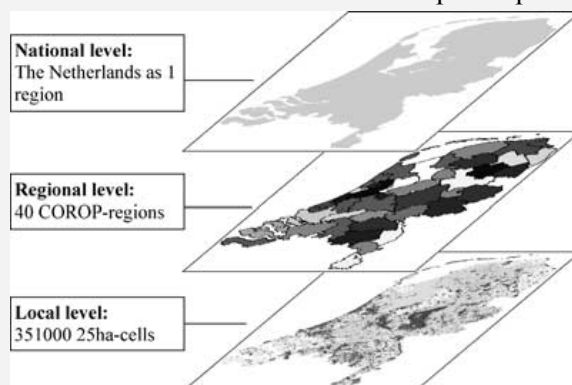 National level:
The Netherlands as 1
region
Regional level:
40 COROP-regions
Local level:
351000 25ha-cells